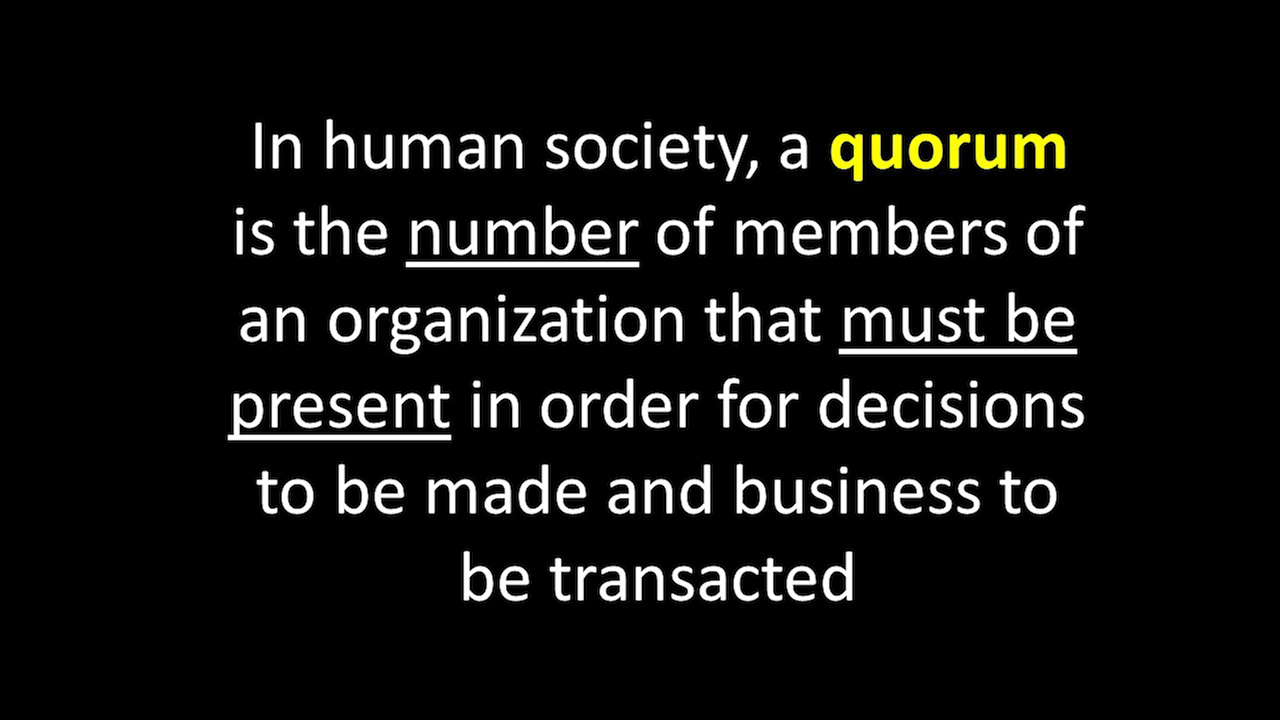 In human society, a quorum
is the number of members of
an organization that must be
present in order for decisions
to be made and business to
be transacted